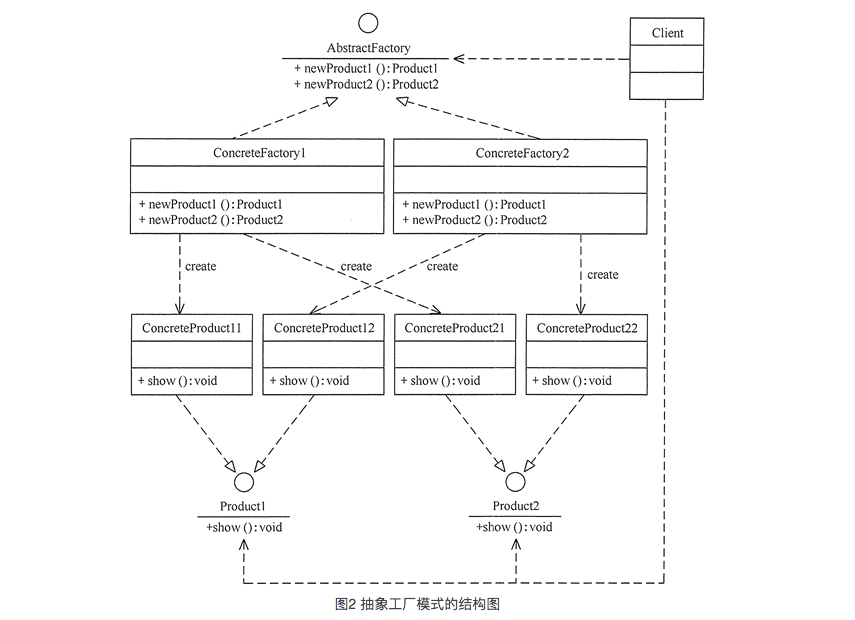 AbstractFactory
+ newProduct1 ():Product1
+ newProduct2 ():Product2
Client
ConcreteFactory1
+ newProduct1 ():Product1
+ newProduct2 ():Product2
ConcreteFactory2
+ newProduct1 ():Product1
+ newProduct2 ():Product2
create
create
create
create
ConcreteProduct11
+ show ():void
ConcreteProduct12
+ show ():void
ConcreteProduct21
+ show ():void
ConcreteProduct22
+ show ():void
Product1
+show ():void
Product2
+show ():void
图2 抽象工厂模式的结构图